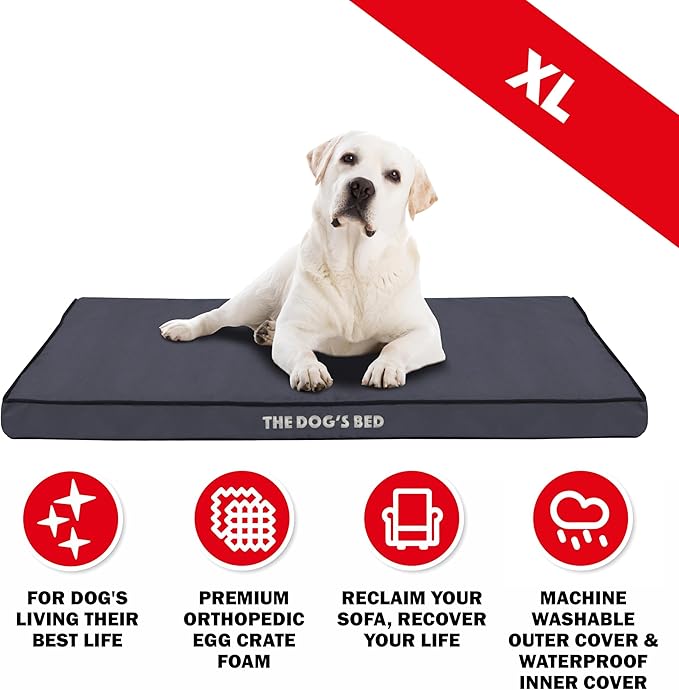 XL
THE DOG'S BED
FOR DOG'S
LIVING THEIR
BEST LIFE
PREMIUM
ORTHOPEDIC
EGG CRATE
FOAM
RECLAIM YOUR
SOFA, RECOVER
YOUR LIFE
MACHINE
WASHABLE
OUTER COVER &
WATERPROOF
INNER COVER